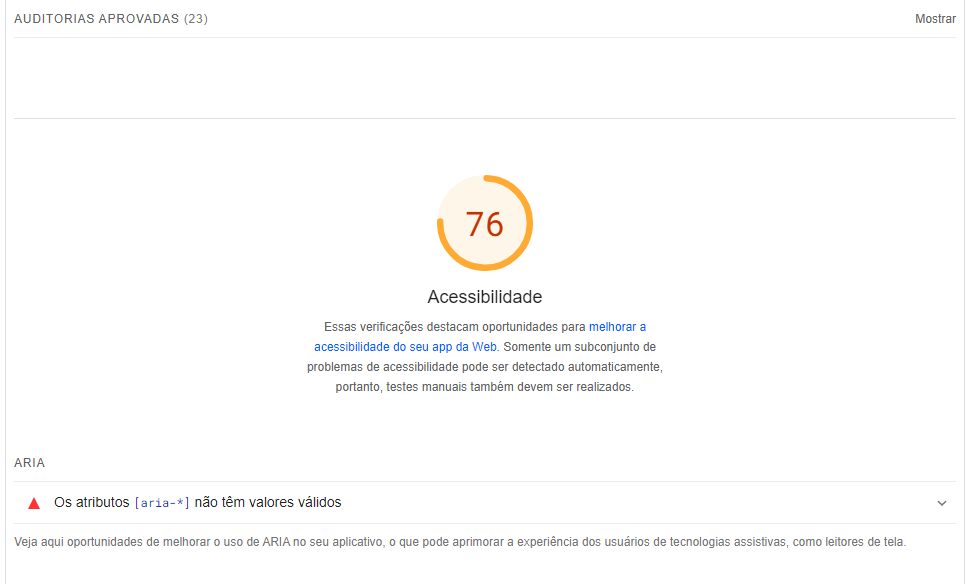 AUDITORIAS APROVADAS (23) Mostrar
76
Acessibilidade
Essas verificações destacam oportunidades para melhorar a
acessibilidade do seu app da Web. Somente um subconjunto de
problemas de acessibilidade pode ser detectado automaticamente,
portanto, testes manuais também devem ser realizados.
ARIA
Os atributos [aria-*] não têm valores válidos
Veja aqui oportunidades de melhorar o uso de ARIA no seu aplicativo, o que pode aprimorar a experiência dos usuários de tecnologias assistivas, como leitores de tela.